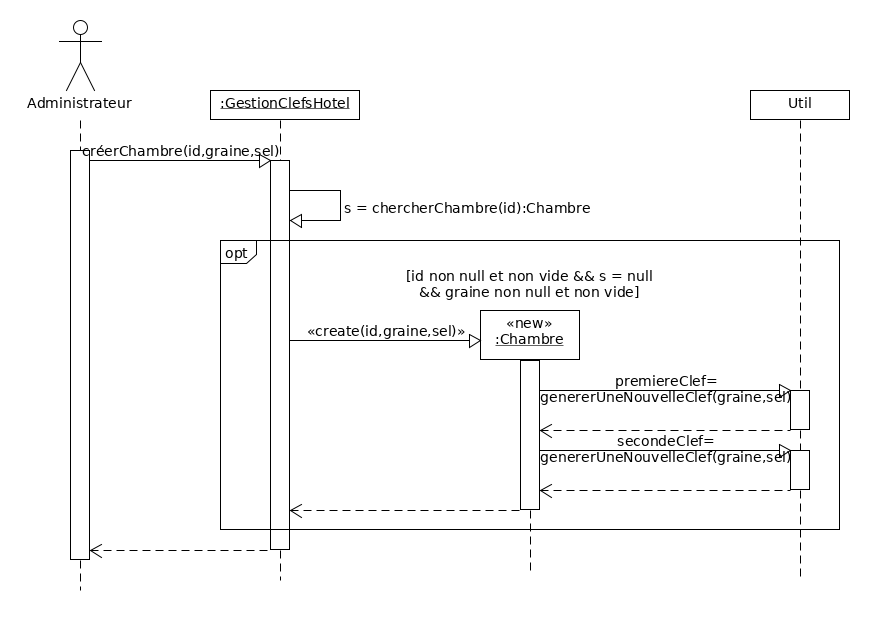 Administrateur
:GestionClefsHotel
Util
créerChambre(id,graine,sel)
s = chercherChambre(id):Chambre
opt
[id non null et non vide && s = null
&& graine non null et non vide]
«create(id,graine,sel)»
«new»
:Chambre
premiereClef=
genererUneNouvelleClef(graine,sel)
secondeClef=
genererUneNouvelleClef(graine,sel)